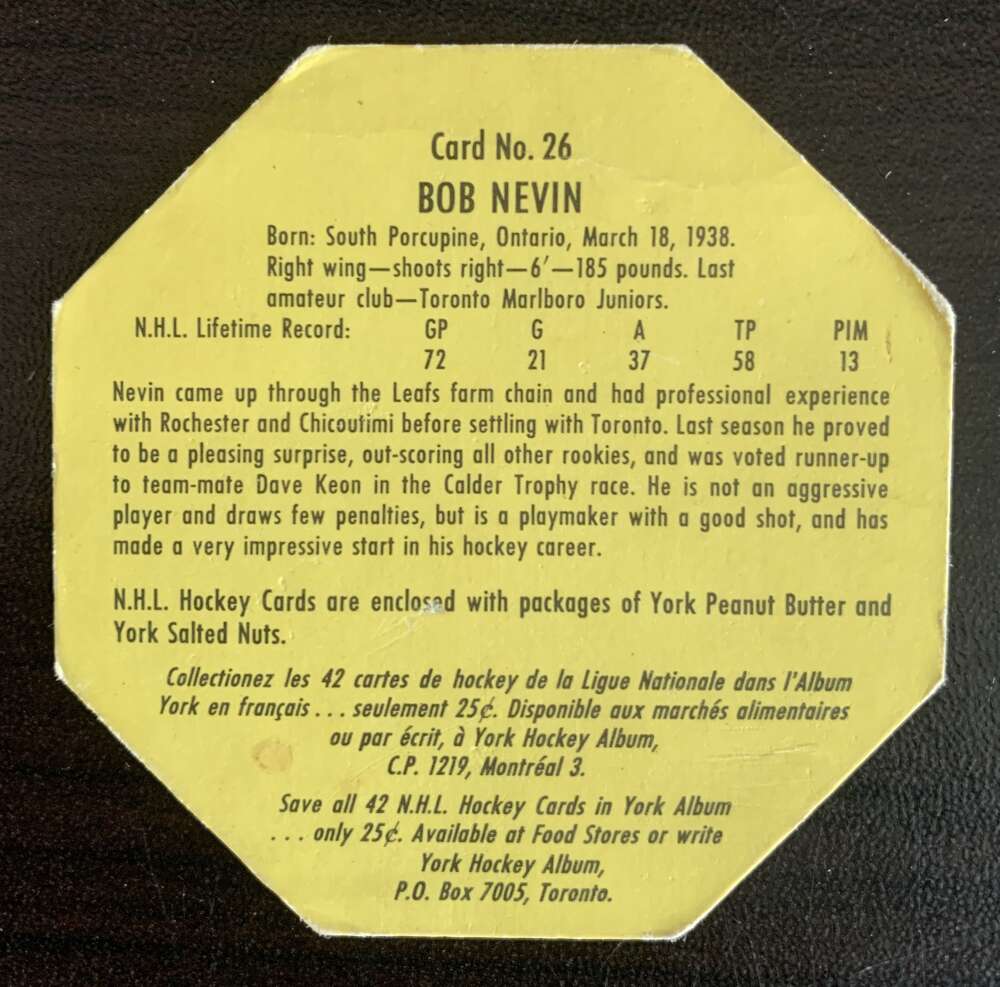 Card No. 26
BOB NEVIN
Born: South Porcupine, Ontario, March 18, 1938.
Right wing—shoots right—6′—185 pounds. Last
amateur club—Toronto Marlboro Juniors.
N.H.L. Lifetime Record: GP G A TP PIM
72 21 37 58 13
Nevin came up through the Leafs farm chain and had professional experience
with Rochester and Chicoutimi before settling with Toronto. Last season he proved
to be a pleasing surprise, out-scoring all other rookies, and was voted runner-up
to team-mate Dave Keon in the Calder Trophy race. He is not an aggressive
player and draws few penalties, but is a playmaker with a good shot, and has
made a very impressive start in his hockey career.
N.H.L. Hockey Cards are enclosed with packages of York Peanut Butter and
York Salted Nuts.
Collectionez les 42 cartes de hockey de la Ligue Nationale dans l'Album
York en français . . . seulement 25¢. Disponible aux marchés alimentaires
ou par écrit, à York Hockey Album,
C.P. 1219, Montréal 3.
Save all 42 N.H.L. Hockey Cards in York Album
. . . only 25¢. Available at Food Stores or write
York Hockey Album,
P.O. Box 7005, Toronto.